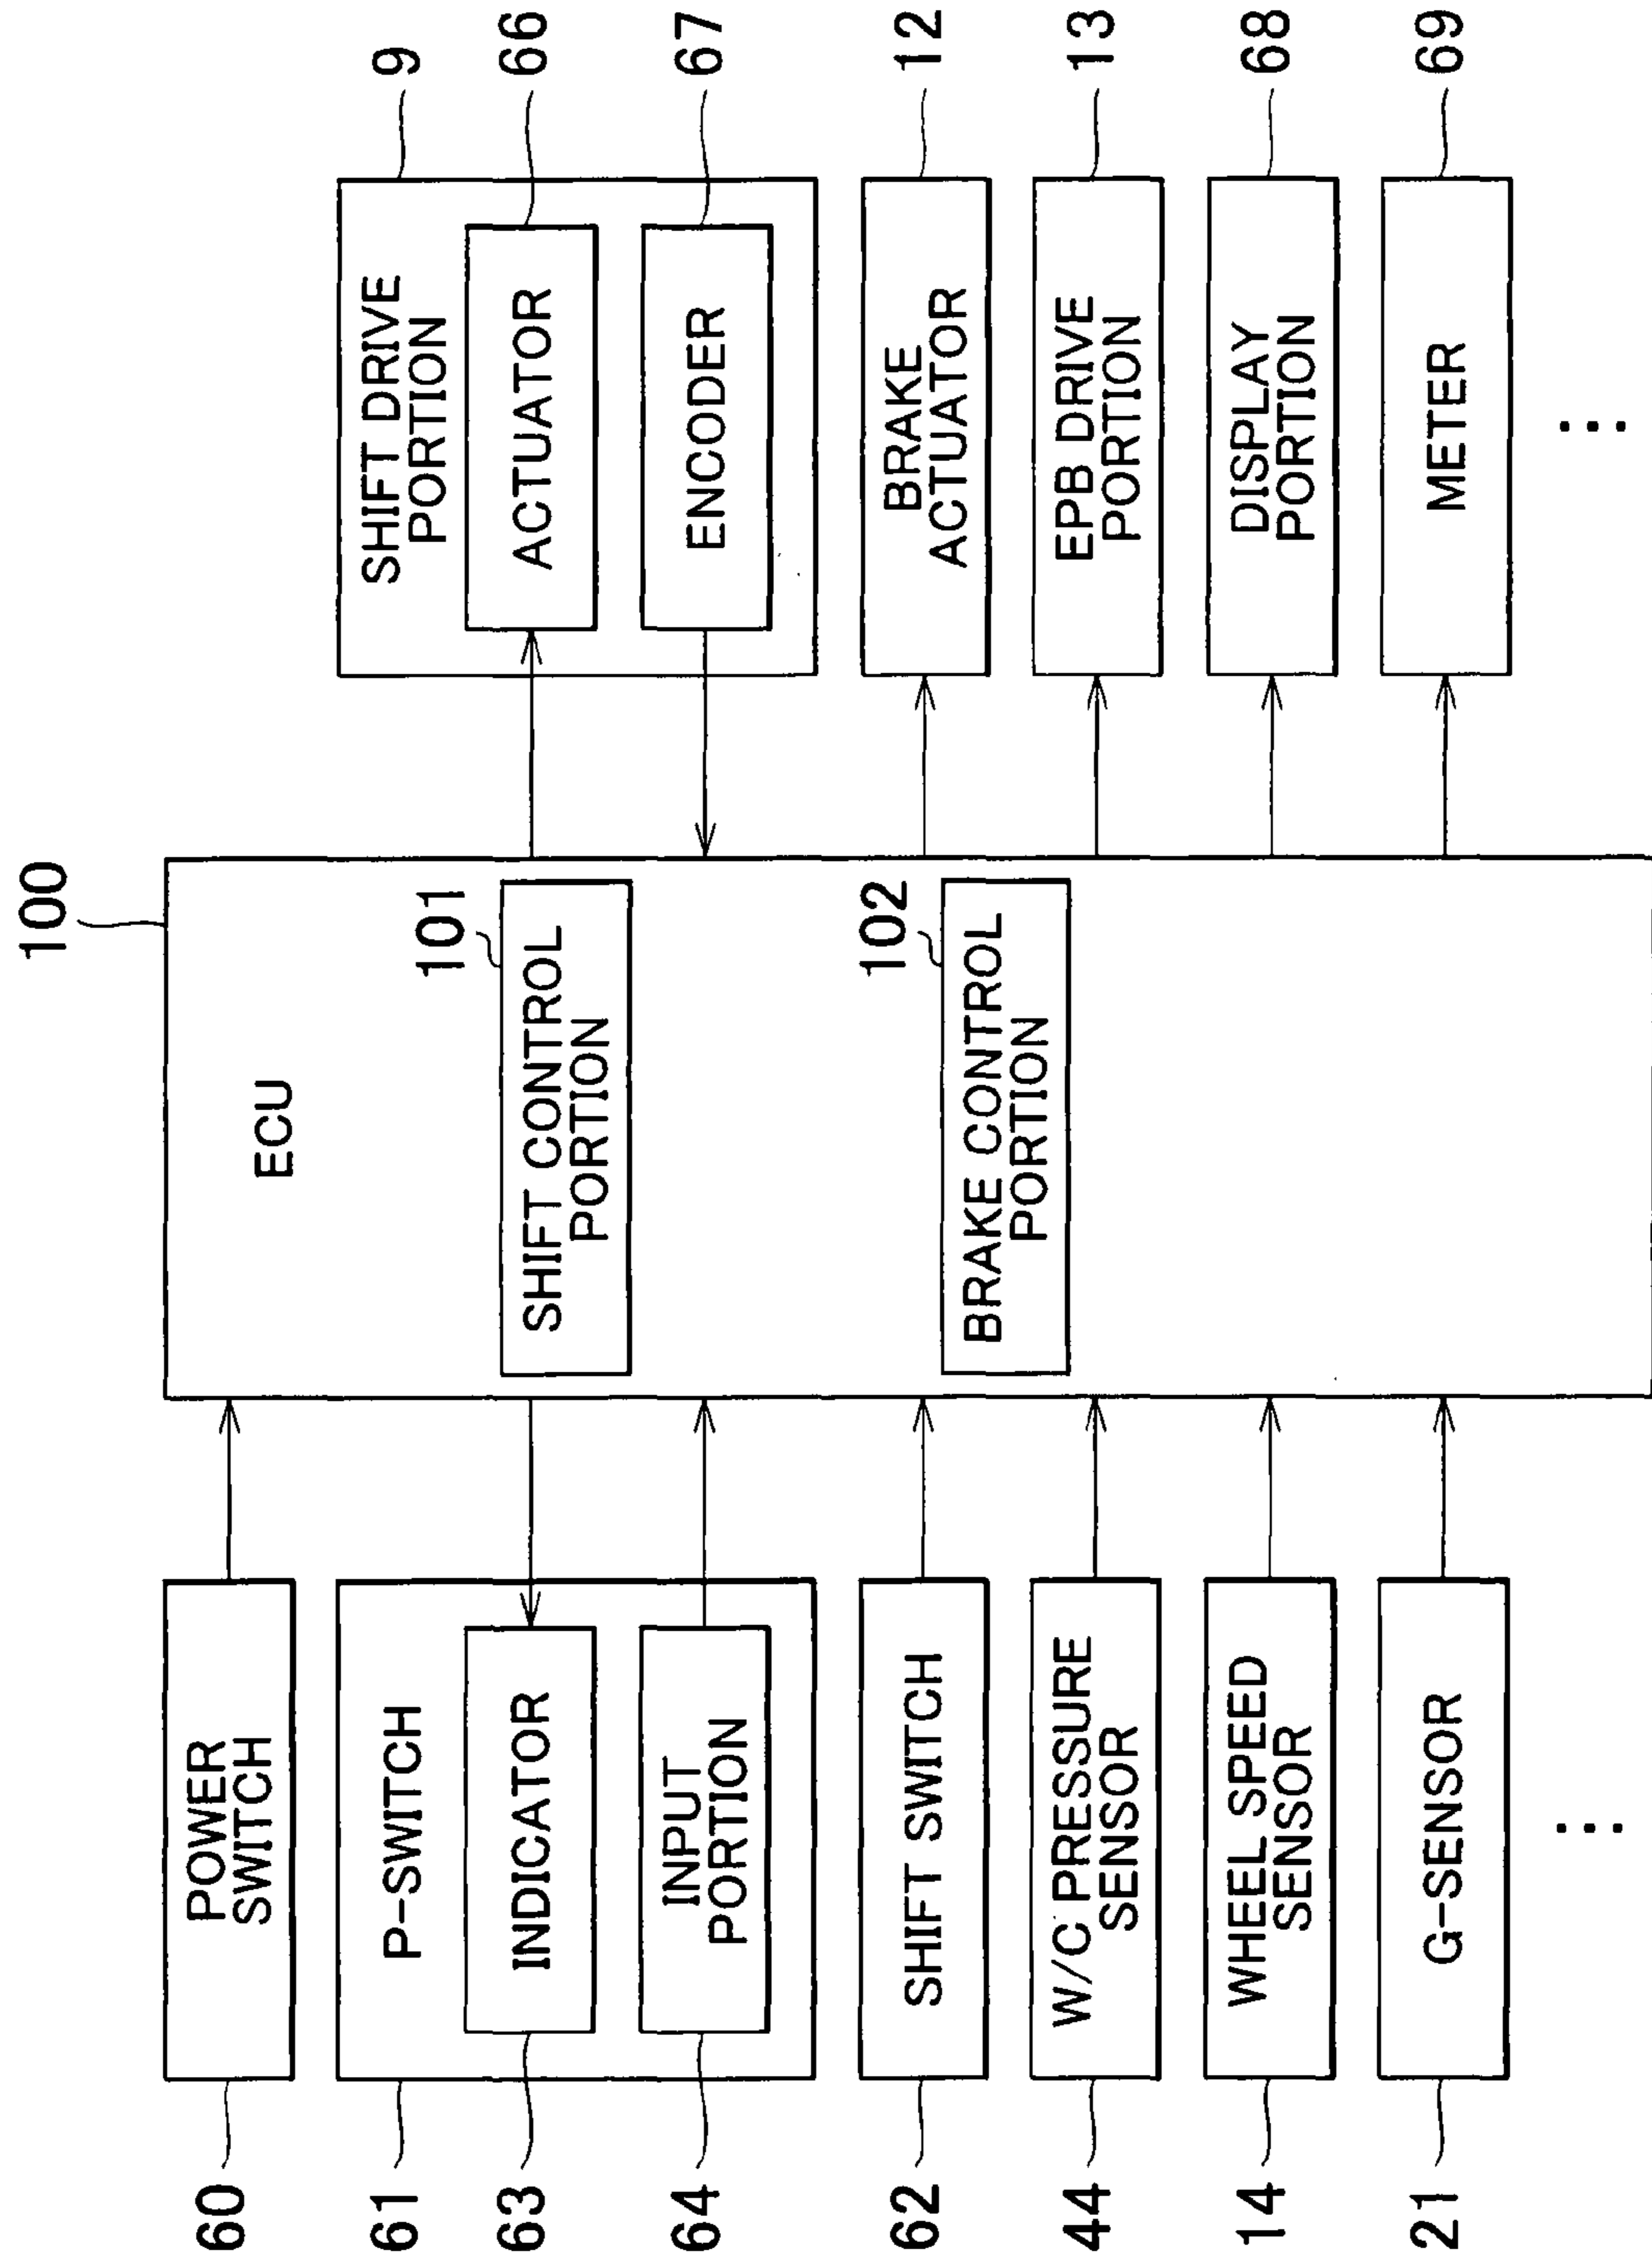 100
ECU
101
SHIFT CONTROL
PORTION
102
BRAKE CONTROL
PORTION
60
POWER
SWITCH
61
P-SWITCH
63
INDICATOR
64
INPUT
PORTION
62
SHIFT SWITCH
44
W/C PRESSURE
SENSOR
14
WHEEL SPEED
SENSOR
21
G-SENSOR
...
9
SHIFT DRIVE
PORTION
66
ACTUATOR
67
ENCODER
12
BRAKE
ACTUATOR
13
EPB DRIVE
PORTION
68
DISPLAY
PORTION
69
METER
...